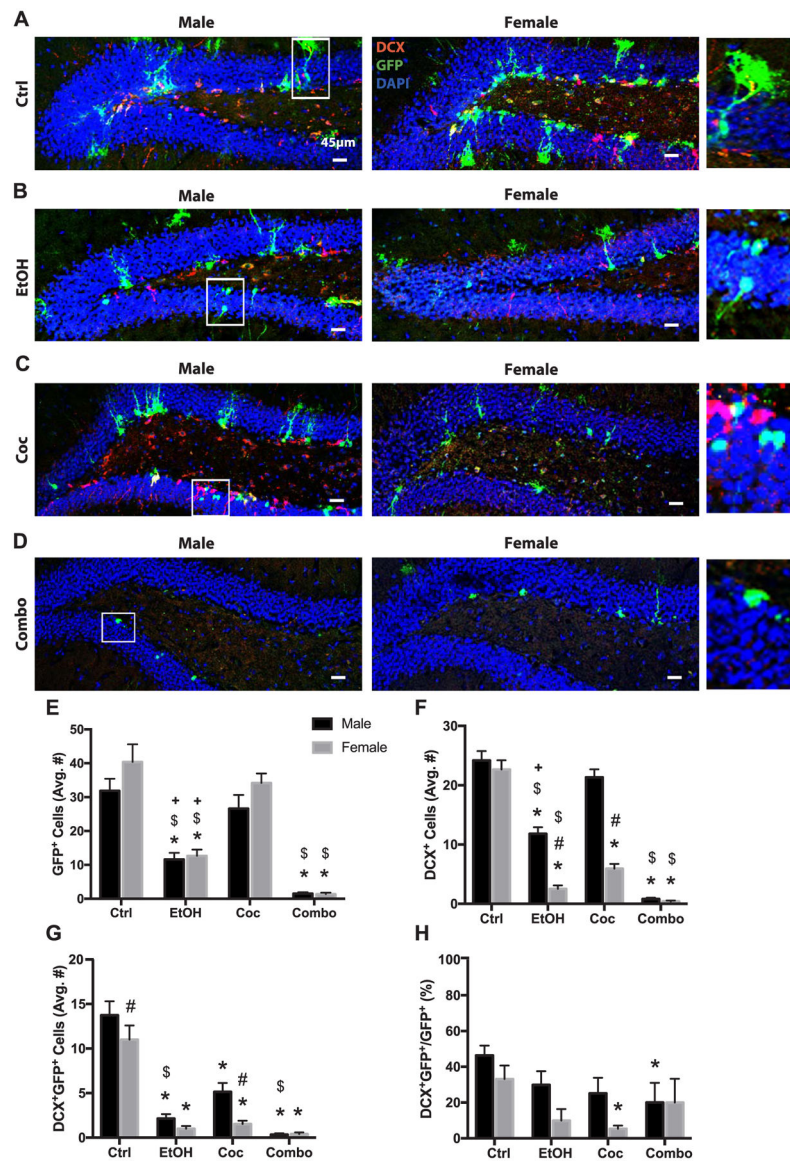 A
Male
Female
Ctrl
45µm
DCX
GFP
DAPI
B
Male
Female
EtOH
C
Male
Female
Coc
D
Male
Female
Combo
E
GFP⁺ Cells (Avg. #)
50
40
30
20
10
0
+ +
$ $
* *
$ $
* *
Ctrl EtOH Coc Combo
Male
Female
F
DCX⁺ Cells (Avg. #)
30
20
10
0
+
$
*
$
#
*
#
*
$ $
* *
Ctrl EtOH Coc Combo
G
DCX⁺GFP⁺ Cells (Avg. #)
20
15
10
5
0
#
$
* *
*
#
*
$
* *
Ctrl EtOH Coc Combo
H
DCX⁺GFP⁺/GFP⁺ (%)
100
80
60
40
20
0
*
*
Ctrl EtOH Coc Combo